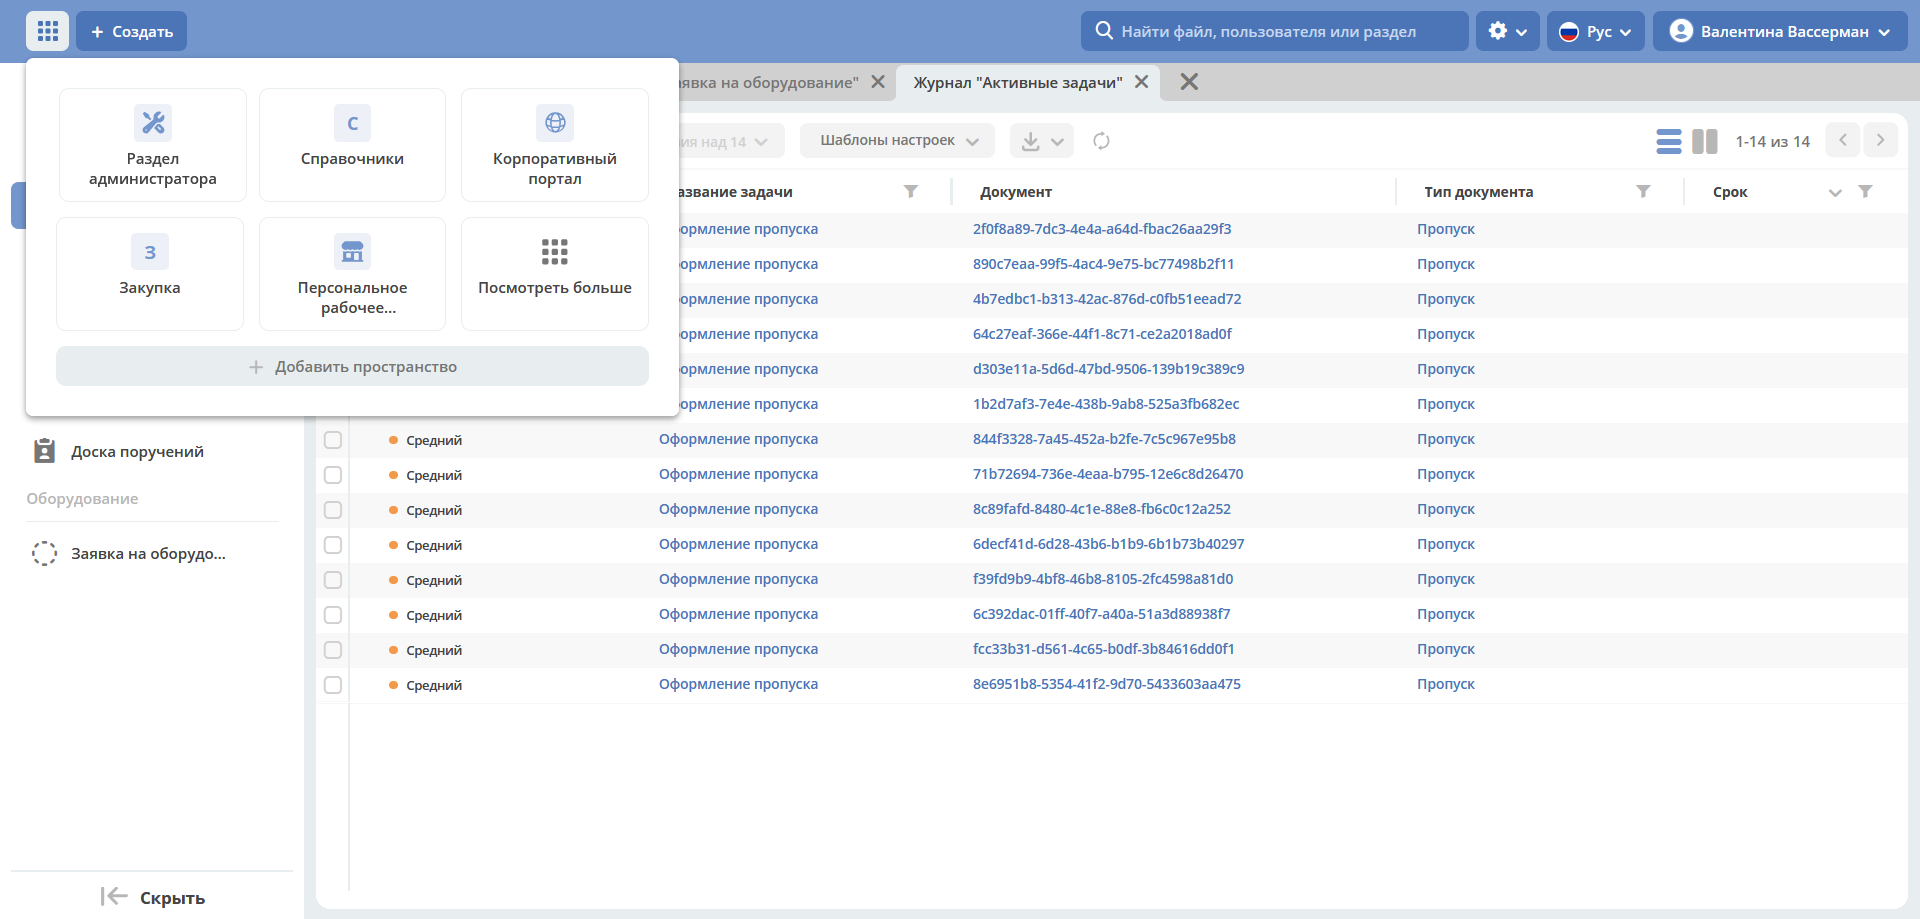 + Создать
Найти файл, пользователя или раздел
Рус
Валентина Вассерман
аявка на оборудование"
Журнал "Активные задачи"
Раздел
администратора
С
Справочники
Корпоративный
портал
З
Закупка
Персональное
рабочее...
Посмотреть больше
+ Добавить пространство
ия над 14
Шаблоны настроек
1-14 из 14
азвание задачи
Документ
Тип документа
Срок
ормление пропуска 2f0f8a89-7dc3-4e4a-a64d-fbac26aa29f3 Пропуск
ормление пропуска 890c7eaa-99f5-4ac4-9e75-bc77498b2f11 Пропуск
ормление пропуска 4b7edbc1-b313-42ac-876d-c0fb51eead72 Пропуск
ормление пропуска 64c27eaf-366e-44f1-8c71-ce2a2018ad0f Пропуск
ормление пропуска d303e11a-5d6d-47bd-9506-139b19c389c9 Пропуск
ормление пропуска 1b2d7af3-7e4e-438b-9ab8-525a3fb682ec Пропуск
Средний Оформление пропуска 844f3328-7a45-452a-b2fe-7c5c967e95b8 Пропуск
Средний Оформление пропуска 71b72694-736e-4eaa-b795-12e6c8d26470 Пропуск
Средний Оформление пропуска 8c89fafd-8480-4c1e-88e8-fb6c0c12a252 Пропуск
Средний Оформление пропуска 6decf41d-6d28-43b6-b1b9-6b1b73b40297 Пропуск
Средний Оформление пропуска f39fd9b9-4bf8-46b8-8105-2fc4598a81d0 Пропуск
Средний Оформление пропуска 6c392dac-01ff-40f7-a40a-51a3d88938f7 Пропуск
Средний Оформление пропуска fcc33b31-d561-4c65-b0df-3b84616dd0f1 Пропуск
Средний Оформление пропуска 8e6951b8-5354-41f2-9d70-5433603aa475 Пропуск
Доска поручений
Оборудование
Заявка на оборудо...
Скрыть